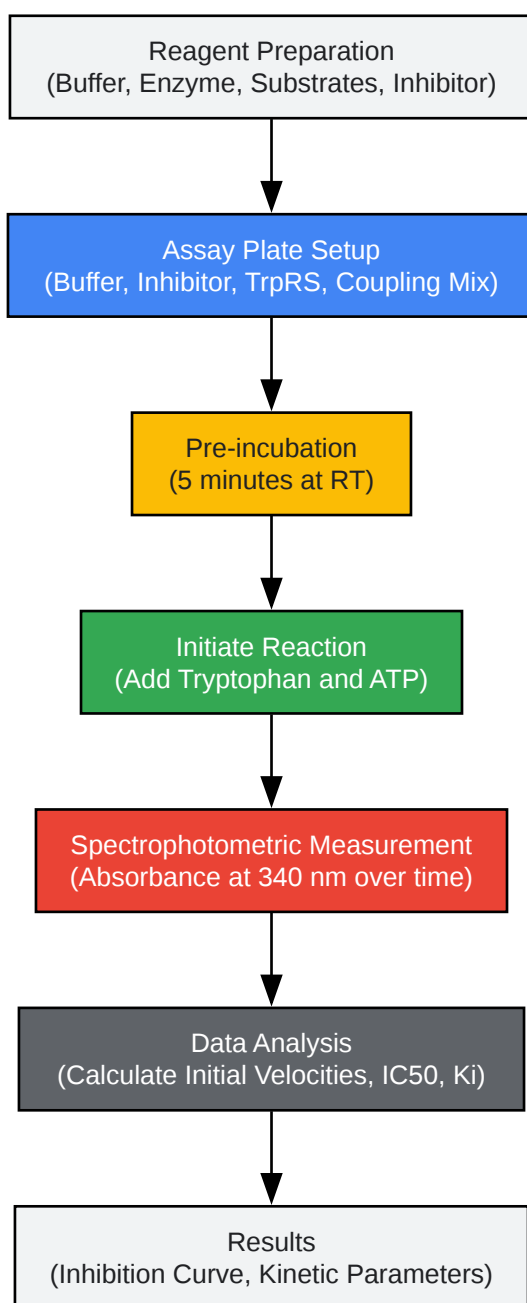 Reagent Preparation
(Buffer, Enzyme, Substrates, Inhibitor)
Assay Plate Setup
(Buffer, Inhibitor, TrpRS, Coupling Mix)
Pre-incubation
(5 minutes at RT)
Initiate Reaction
(Add Tryptophan and ATP)
Spectrophotometric Measurement
(Absorbance at 340 nm over time)
Data Analysis
(Calculate Initial Velocities, IC50, Ki)
Results
(Inhibition Curve, Kinetic Parameters)